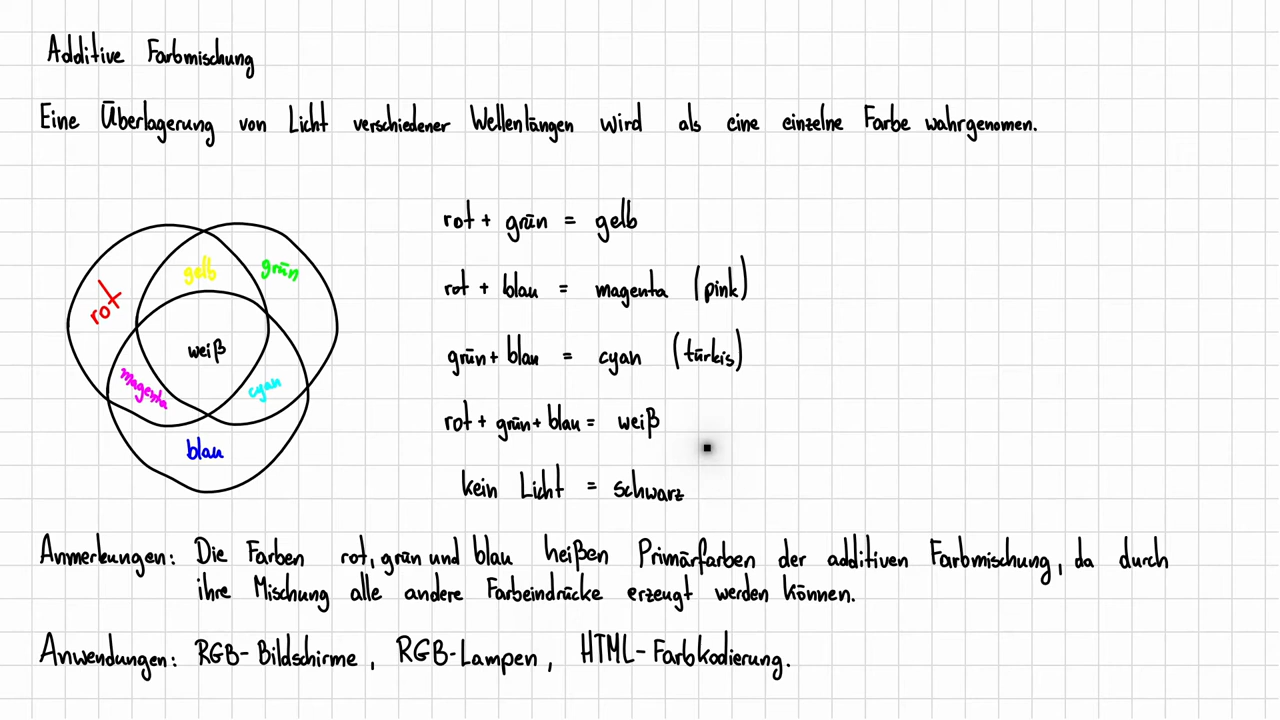 Additive Farbmischung
Eine Überlagerung von Licht verschiedener Wellenlängen wird als eine einzelne Farbe wahrgenomen.
rot + grün = gelb
gelb
grün
rot
rot + blau = magenta (pink)
weiß
grün + blau = cyan (türkis)
magenta
cyan
rot + grün + blau = weiß
blau
kein Licht = schwarz
Anmerkungen: Die Farben rot, grün und blau heißen Primärfarben der additiven Farbmischung, da durch
ihre Mischung alle andere Farbeindrücke erzeugt werden können.
Anwendungen: RGB-Bildschirme, RGB-Lampen, HTML-Farbkodierung.